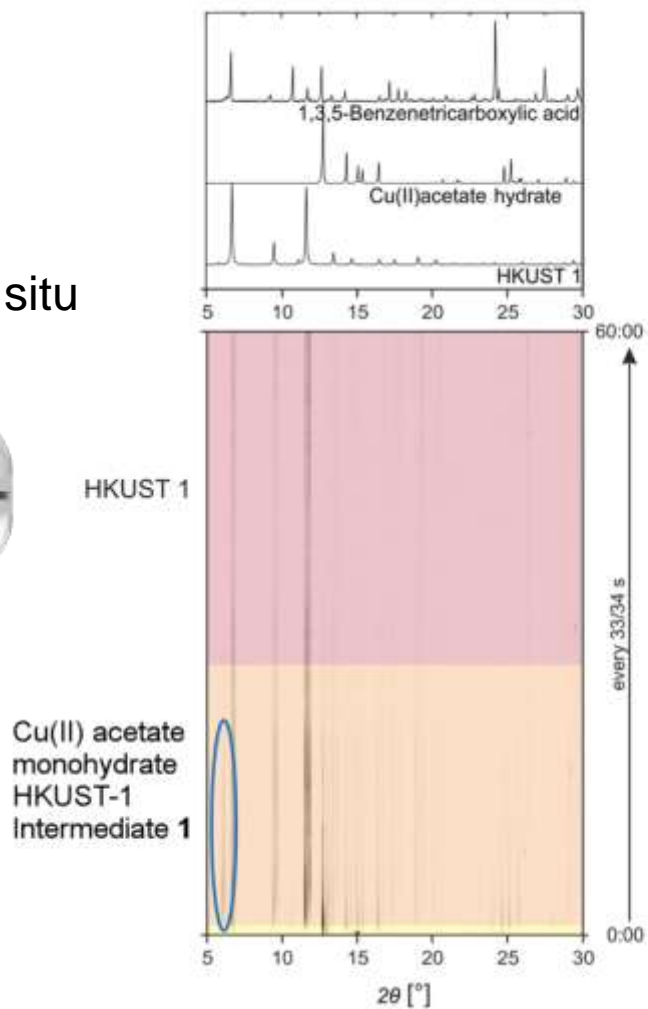 1,3,5-Benzenetricarboxylic acid
Cu(II)acetate hydrate
HKUST 1
5 10 15 20 25 30
situ
60:00
HKUST 1
every 33/34 s
Cu(II) acetate
monohydrate
HKUST-1
Intermediate 1
0:00
5 10 15 20 25 30
2θ [°]